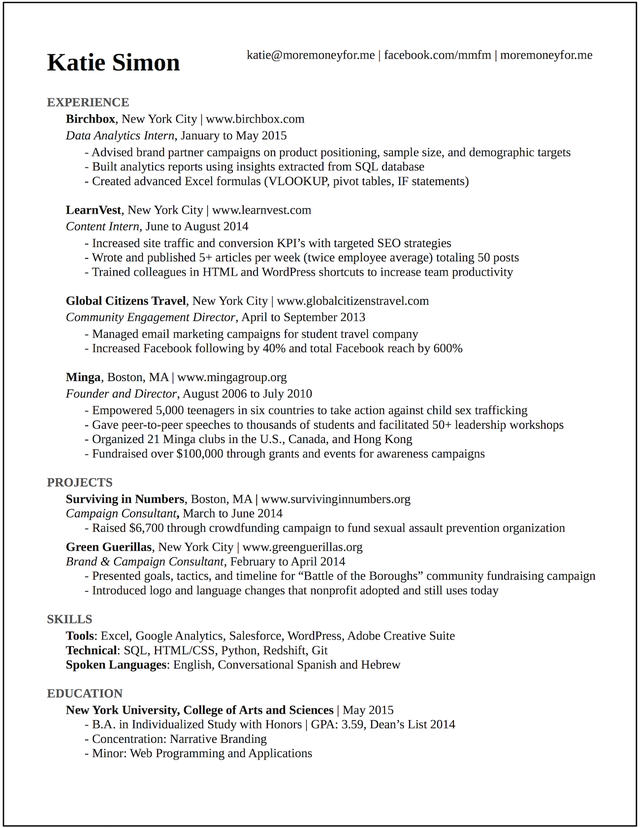 Katie Simon
katie@moremoneyfor.me | facebook.com/mmfm | moremoneyfor.me
EXPERIENCE
Birchbox, New York City | www.birchbox.com
Data Analytics Intern, January to May 2015
- Advised brand partner campaigns on product positioning, sample size, and demographic targets
- Built analytics reports using insights extracted from SQL database
- Created advanced Excel formulas (VLOOKUP, pivot tables, IF statements)
LearnVest, New York City | www.learnvest.com
Content Intern, June to August 2014
- Increased site traffic and conversion KPI’s with targeted SEO strategies
- Wrote and published 5+ articles per week (twice employee average) totaling 50 posts
- Trained colleagues in HTML and WordPress shortcuts to increase team productivity
Global Citizens Travel, New York City | www.globalcitizenstravel.com
Community Engagement Director, April to September 2013
- Managed email marketing campaigns for student travel company
- Increased Facebook following by 40% and total Facebook reach by 600%
Minga, Boston, MA | www.mingagroup.org
Founder and Director, August 2006 to July 2010
- Empowered 5,000 teenagers in six countries to take action against child sex trafficking
- Gave peer-to-peer speeches to thousands of students and facilitated 50+ leadership workshops
- Organized 21 Minga clubs in the U.S., Canada, and Hong Kong
- Fundraised over $100,000 through grants and events for awareness campaigns
PROJECTS
Surviving in Numbers, Boston, MA | www.survivinginnumbers.org
Campaign Consultant, March to June 2014
- Raised $6,700 through crowdfunding campaign to fund sexual assault prevention organization
Green Guerillas, New York City | www.greenguerillas.org
Brand & Campaign Consultant, February to April 2014
- Presented goals, tactics, and timeline for “Battle of the Boroughs” community fundraising campaign
- Introduced logo and language changes that nonprofit adopted and still uses today
SKILLS
Tools: Excel, Google Analytics, Salesforce, WordPress, Adobe Creative Suite
Technical: SQL, HTML/CSS, Python, Redshift, Git
Spoken Languages: English, Conversational Spanish and Hebrew
EDUCATION
New York University, College of Arts and Sciences | May 2015
- B.A. in Individualized Study with Honors | GPA: 3.59, Dean’s List 2014
- Concentration: Narrative Branding
- Minor: Web Programming and Applications